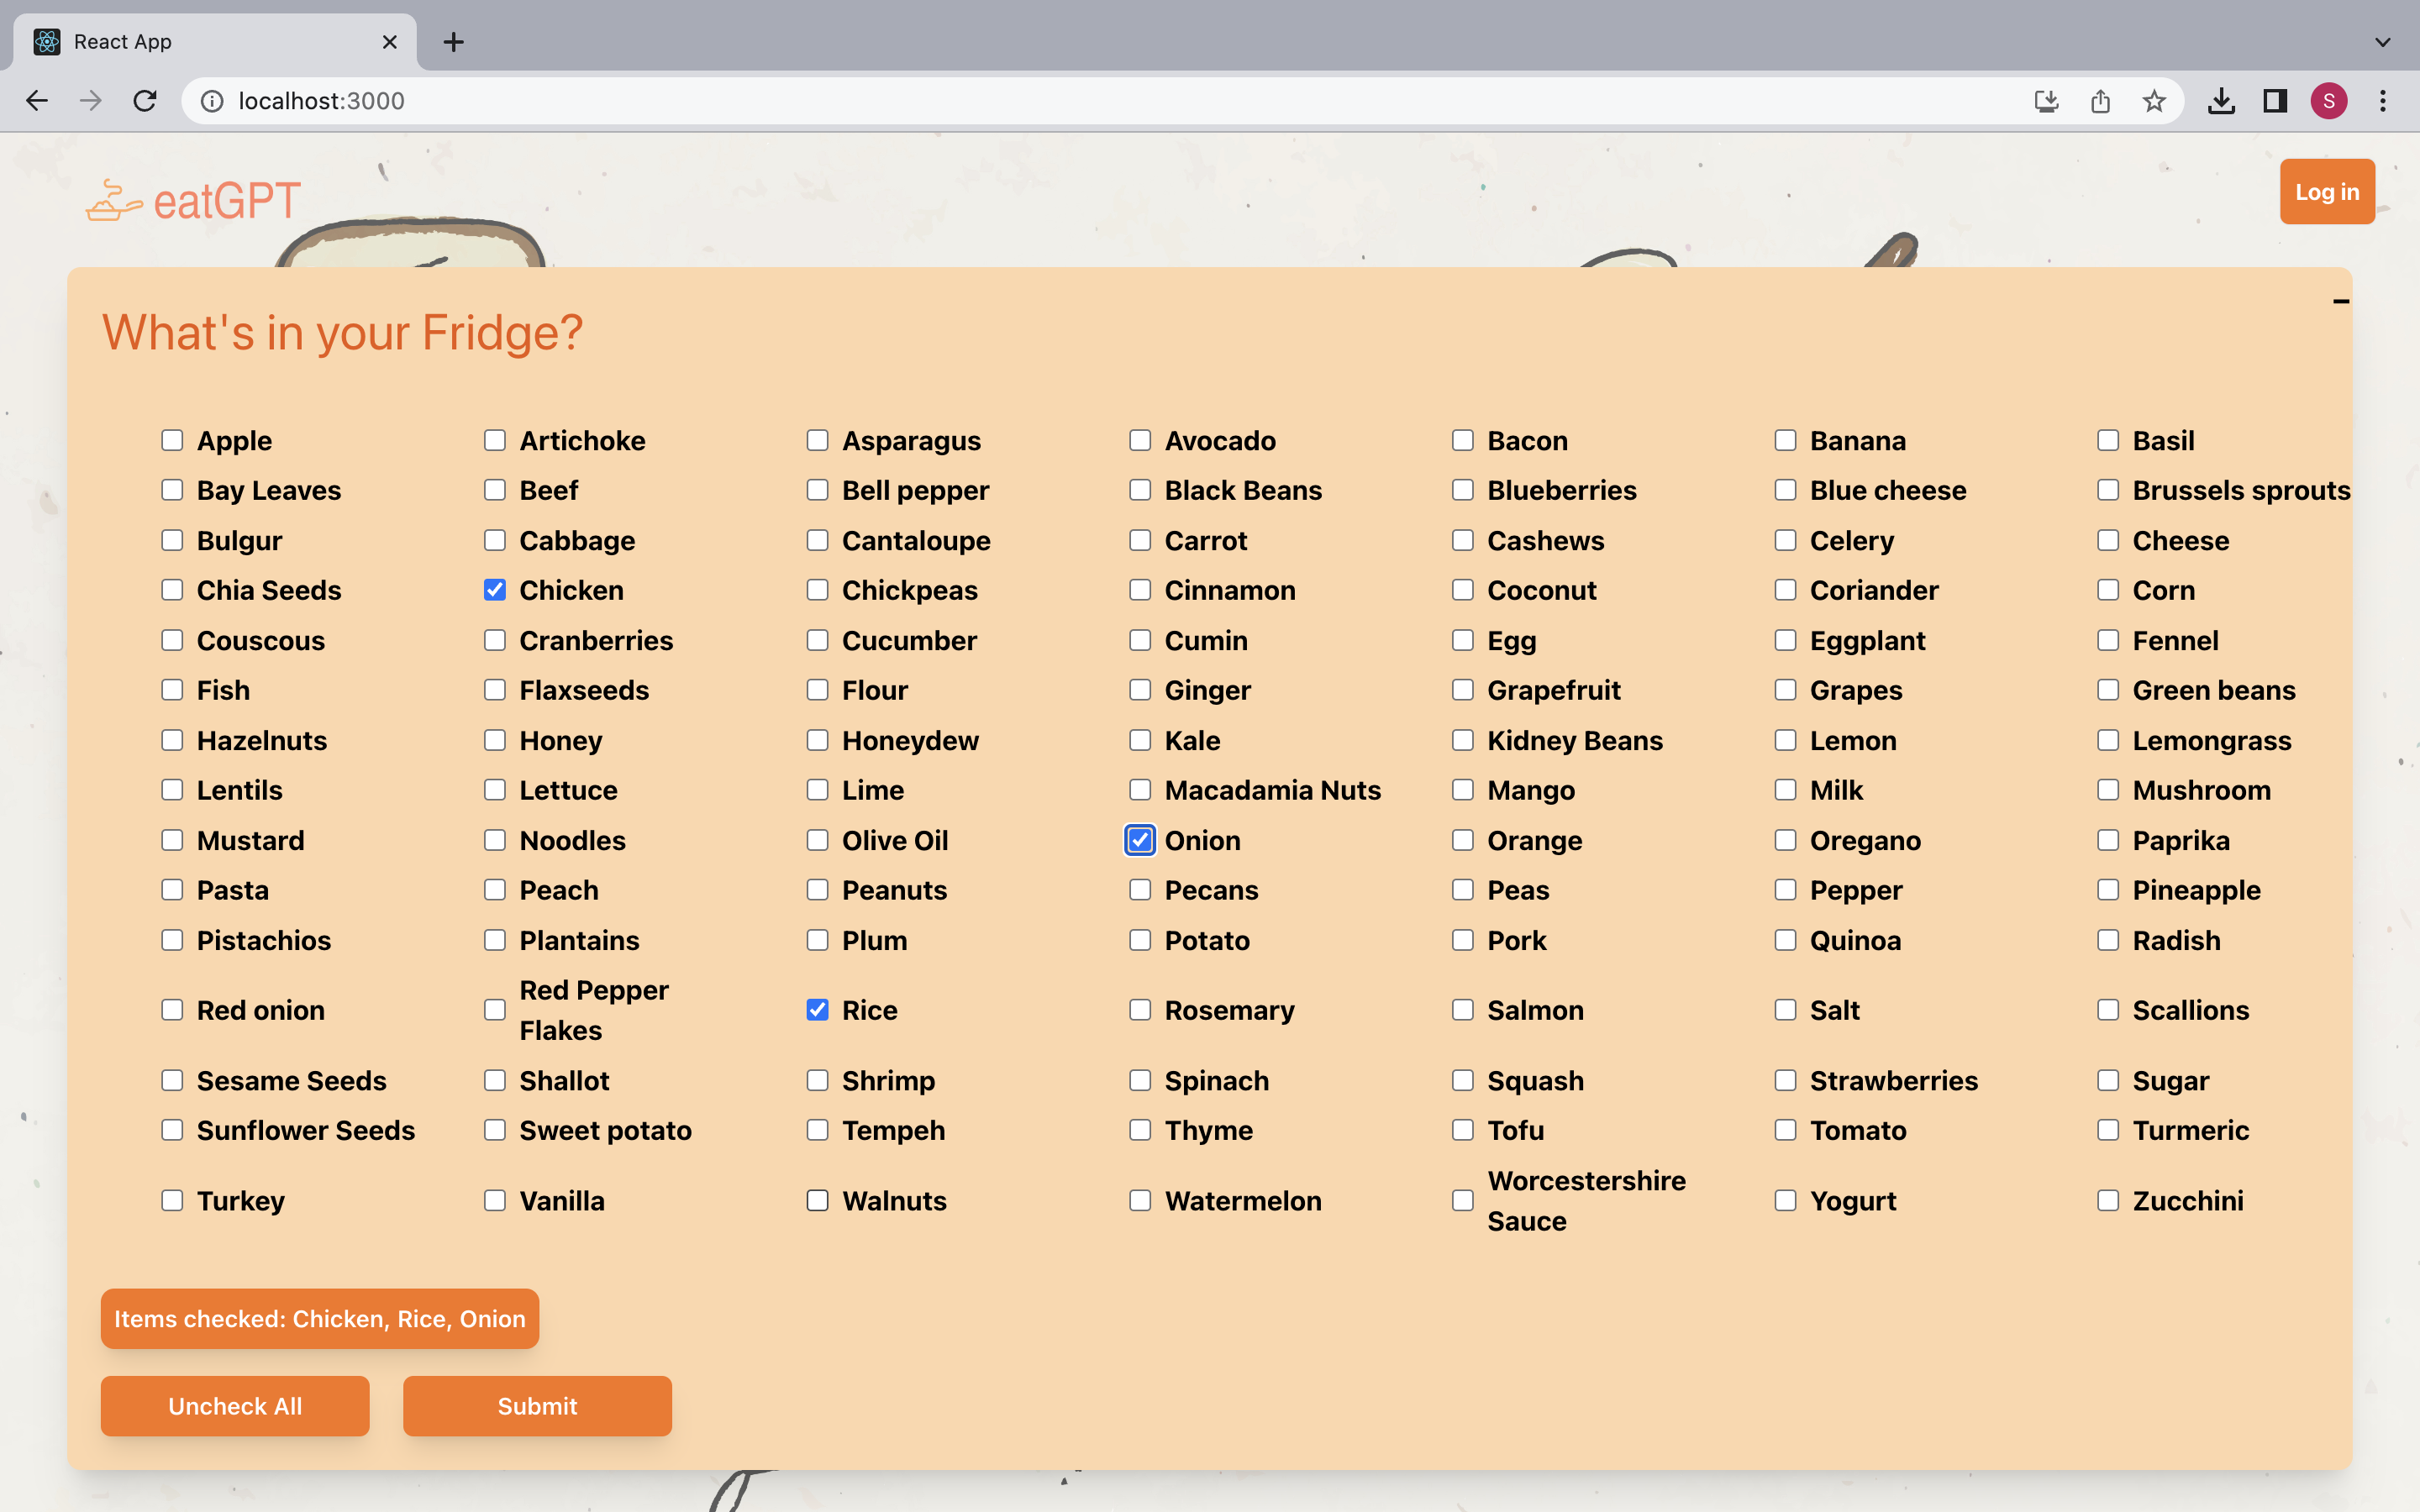 React App
localhost:3000
S
eatGPT
Log in
What's in your Fridge?
Apple Artichoke Asparagus Avocado Bacon Banana Basil
Bay Leaves Beef Bell pepper Black Beans Blueberries Blue cheese Brussels sprouts
Bulgur Cabbage Cantaloupe Carrot Cashews Celery Cheese
Chia Seeds Chicken Chickpeas Cinnamon Coconut Coriander Corn
Couscous Cranberries Cucumber Cumin Egg Eggplant Fennel
Fish Flaxseeds Flour Ginger Grapefruit Grapes Green beans
Hazelnuts Honey Honeydew Kale Kidney Beans Lemon Lemongrass
Lentils Lettuce Lime Macadamia Nuts Mango Milk Mushroom
Mustard Noodles Olive Oil Onion Orange Oregano Paprika
Pasta Peach Peanuts Pecans Peas Pepper Pineapple
Pistachios Plantains Plum Potato Pork Quinoa Radish
Red onion Red Pepper Flakes Rice Rosemary Salmon Salt Scallions
Sesame Seeds Shallot Shrimp Spinach Squash Strawberries Sugar
Sunflower Seeds Sweet potato Tempeh Thyme Tofu Tomato Turmeric
Turkey Vanilla Walnuts Watermelon Worcestershire Sauce Yogurt Zucchini
Items checked: Chicken, Rice, Onion
Uncheck All Submit